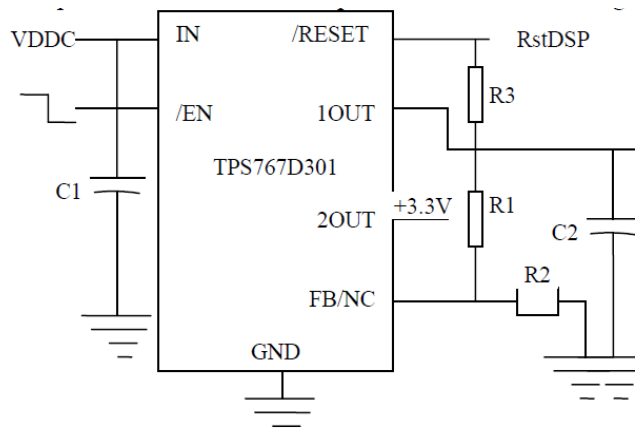 VDDC
IN
/RESET
RstDSP
R3
/EN
1OUT
TPS767D301
C1
2OUT
+3.3V
R1
C2
R2
FB/NC
GND